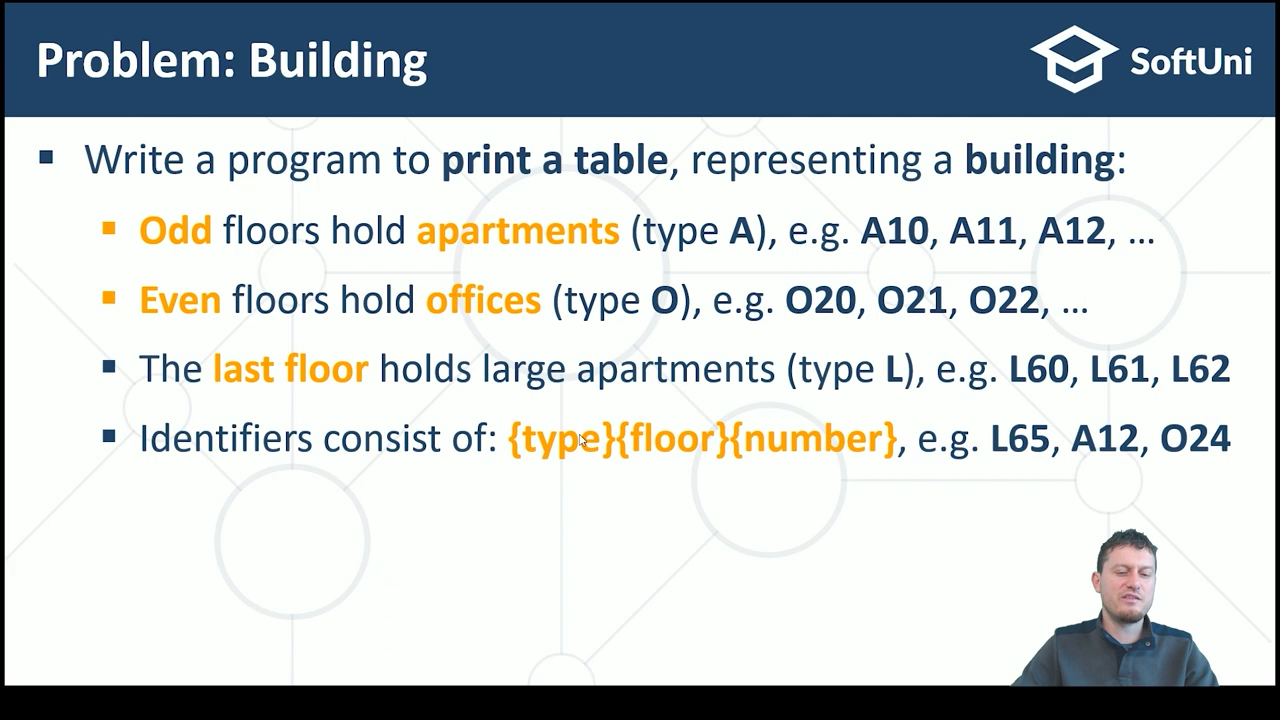 Problem: Building
SoftUni
Write a program to print a table, representing a building:
Odd floors hold apartments (type A), e.g. A10, A11, A12, ...
Even floors hold offices (type O), e.g. O20, O21, O22, ...
The last floor holds large apartments (type L), e.g. L60, L61, L62
Identifiers consist of: {type}{floor}{number}, e.g. L65, A12, O24